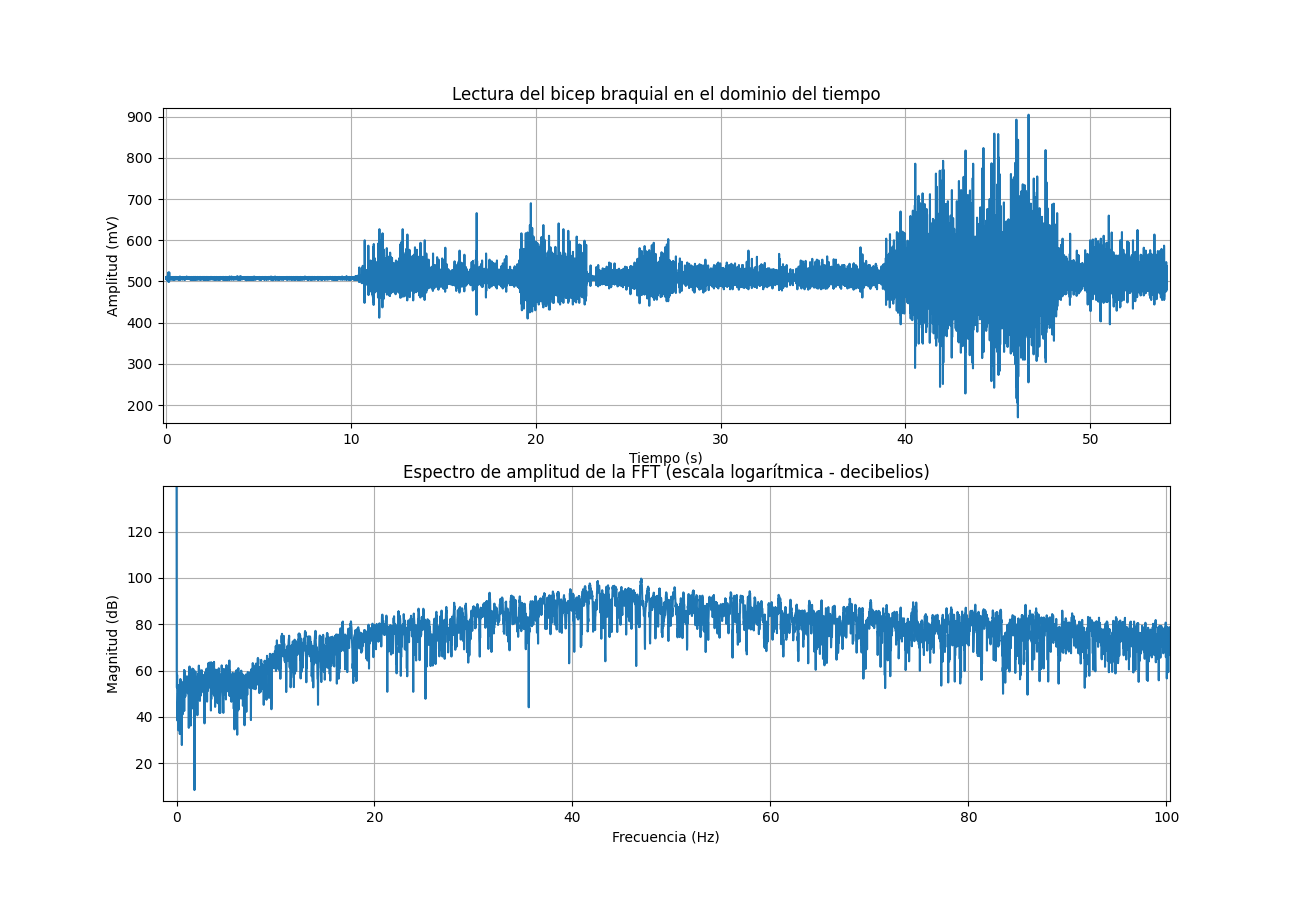 Lectura del bicep braquial en el dominio del tiempo
900
800
700
600
500
400
300
200
Amplitud (mV)
0 10 20 30 40 50
Tiempo (s)
Espectro de amplitud de la FFT (escala logarítmica - decibelios)
120
100
80
60
40
20
Magnitud (dB)
0 20 40 60 80 100
Frecuencia (Hz)